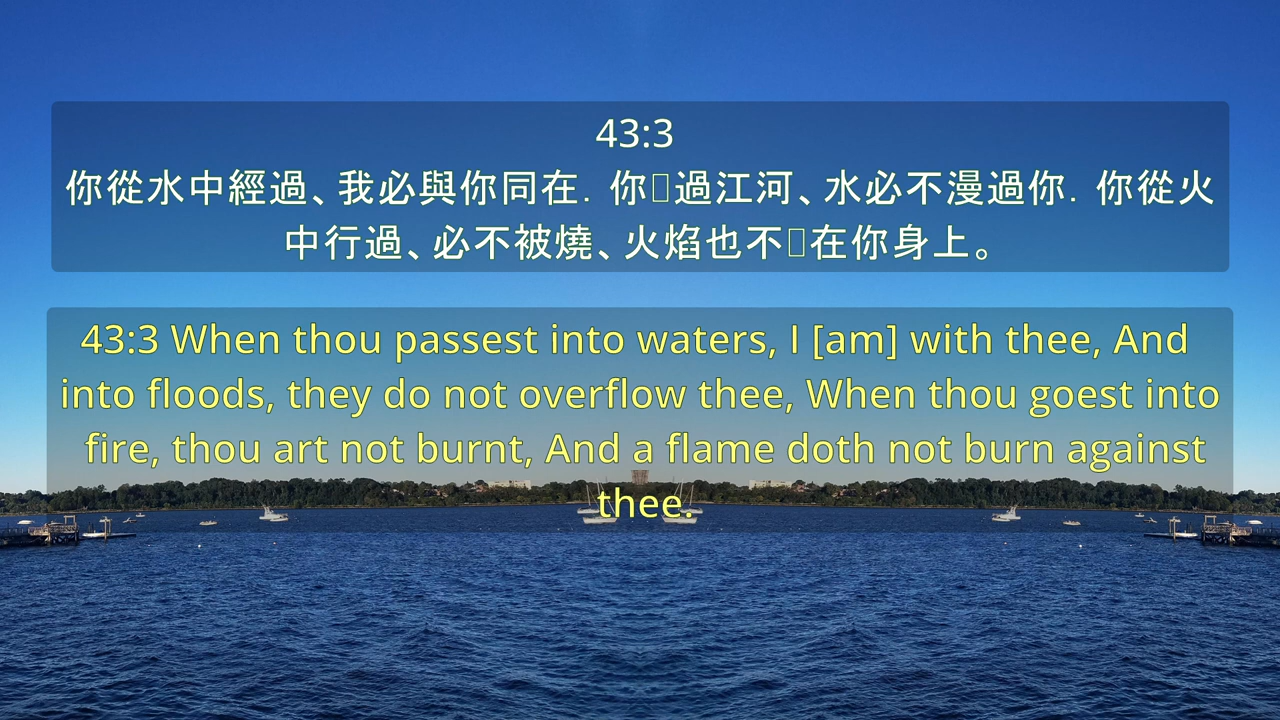 43:3
你從水中經過、我必與你同在．你▯過江河、水必不漫過你．你從火
中行過、必不被燒、火焰也不▯在你身上。
43:3 When thou passest into waters, I [am] with thee, And
into floods, they do not overflow thee, When thou goest into
fire, thou art not burnt, And a flame doth not burn against
thee.